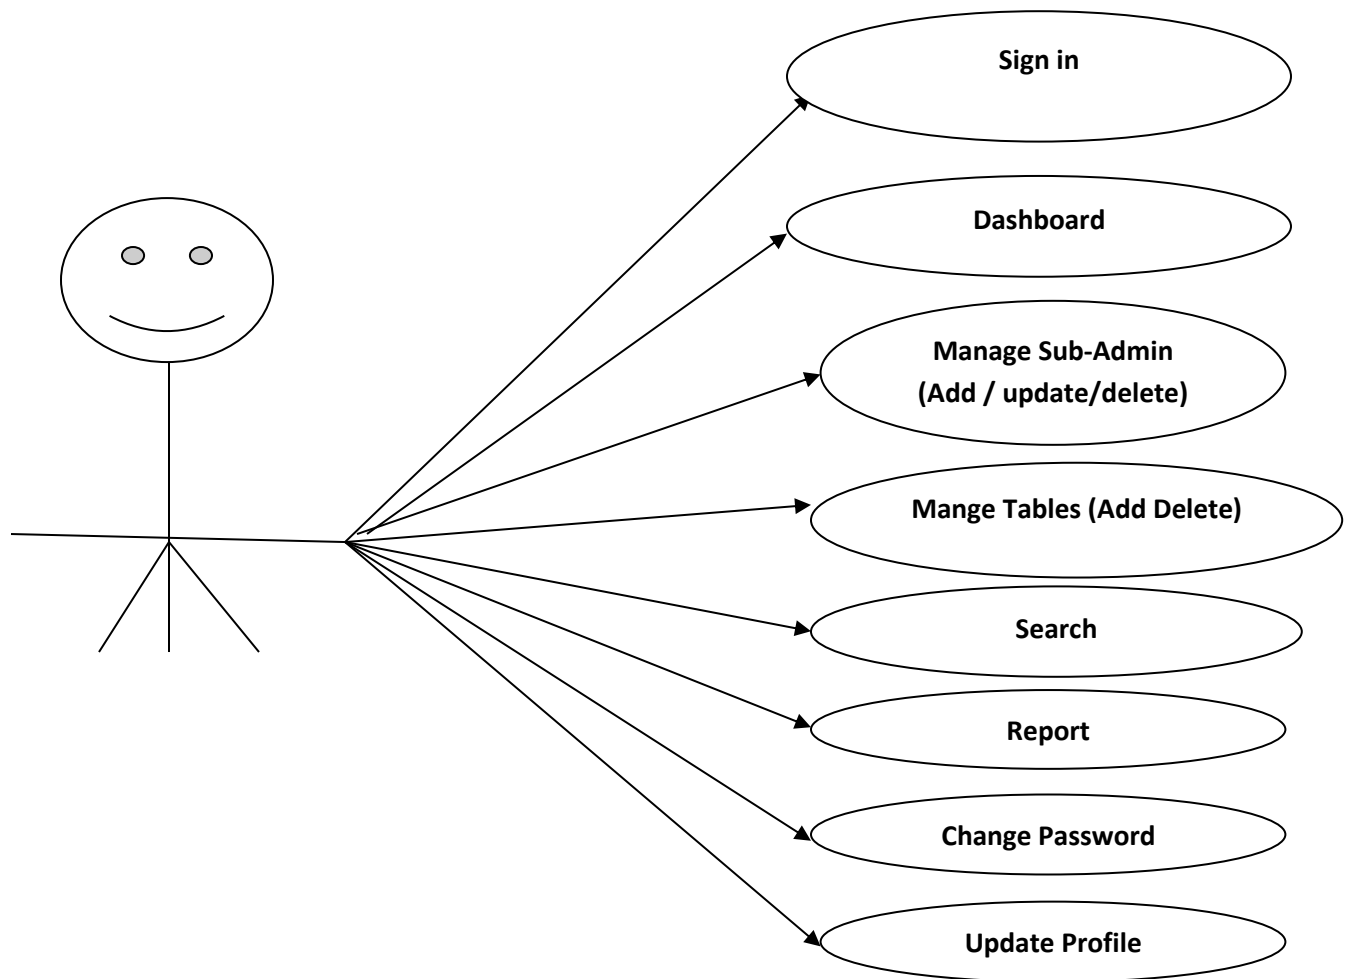 Sign in
Dashboard
Manage Sub-Admin
(Add / update/delete)
Mange Tables (Add Delete)
Search
Report
Change Password
Update Profile